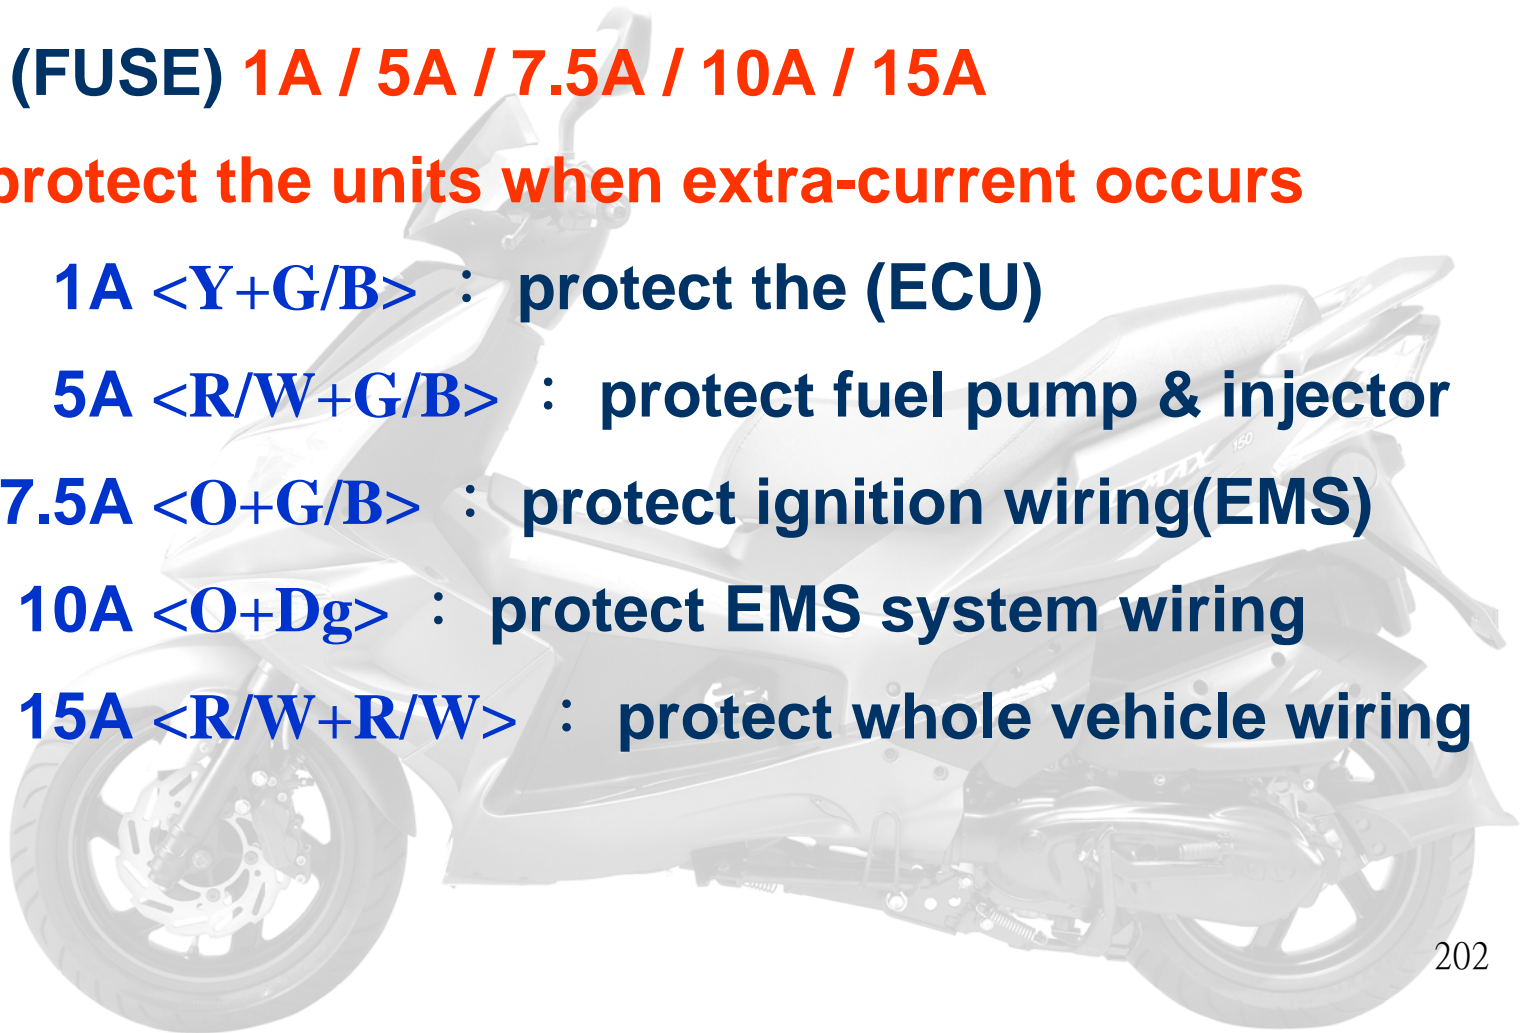 (FUSE) 1A / 5A / 7.5A / 10A / 15A
protect the units when extra-current occurs
1A <Y+G/B> ： protect the (ECU)
5A <R/W+G/B> ： protect fuel pump & injector
7.5A <O+G/B> ： protect ignition wiring(EMS)
10A <O+Dg> ： protect EMS system wiring
15A <R/W+R/W> ： protect whole vehicle wiring
150
202